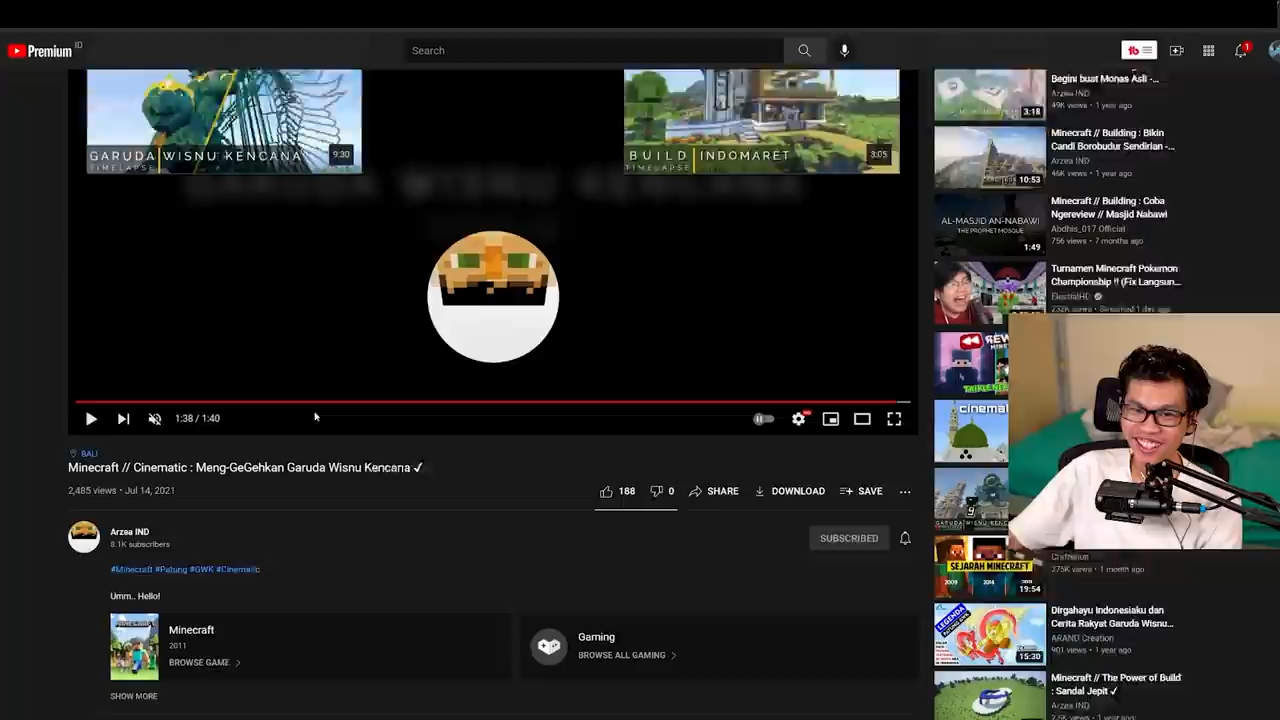 Premium ID
Search
1
GARUDA WISNU KENCANA
TIMELAPSE
9:30
BUILD INDOMARET
TIMELAPSE
3:05
1:38 / 1:40
BALI
Minecraft // Cinematic : Meng-GeGehkan Garuda Wisnu Kencana ✓
2,485 views • Jul 14, 2021
188
0
SHARE
DOWNLOAD
SAVE
Arzea IND
8.1K subscribers
SUBSCRIBED
#Minecraft #Patung #GWK #Cinematic
Umm.. Hello!
Minecraft
2011
BROWSE GAME
Gaming
BROWSE ALL GAMING
SHOW MORE
Begini buat Monas Asli -...
Arzea IND
49K views • 1 year ago
3:18
Minecraft // Building : Bikin
Candi Borobudur Sendirian -...
Arzea IND
46K views • 1 year ago
10:53
AL-MASJID AN-NABAWI
THE PROPHET MOSQUE
1:49
Minecraft // Building : Coba
Ngereview // Masjid Nabawi
Abdhis_017 Official
756 views • 7 months ago
Turnamen Minecraft Pokemon
Championship !! (Fix Langsun...
ElestialHD
232K views • Streamed 1 day ago
cinema
SEJARAH MINECRAFT
2009
2014
19:54
275K views • 1 month ago
LEGENDA
15:30
Dirgahayu Indonesiaku dan
Cerita Rakyat Garuda Wisnu...
ARAND Creation
901 views • 1 year ago
Minecraft // The Power of Build
: Sandal Jepit ✓
Arzea IND